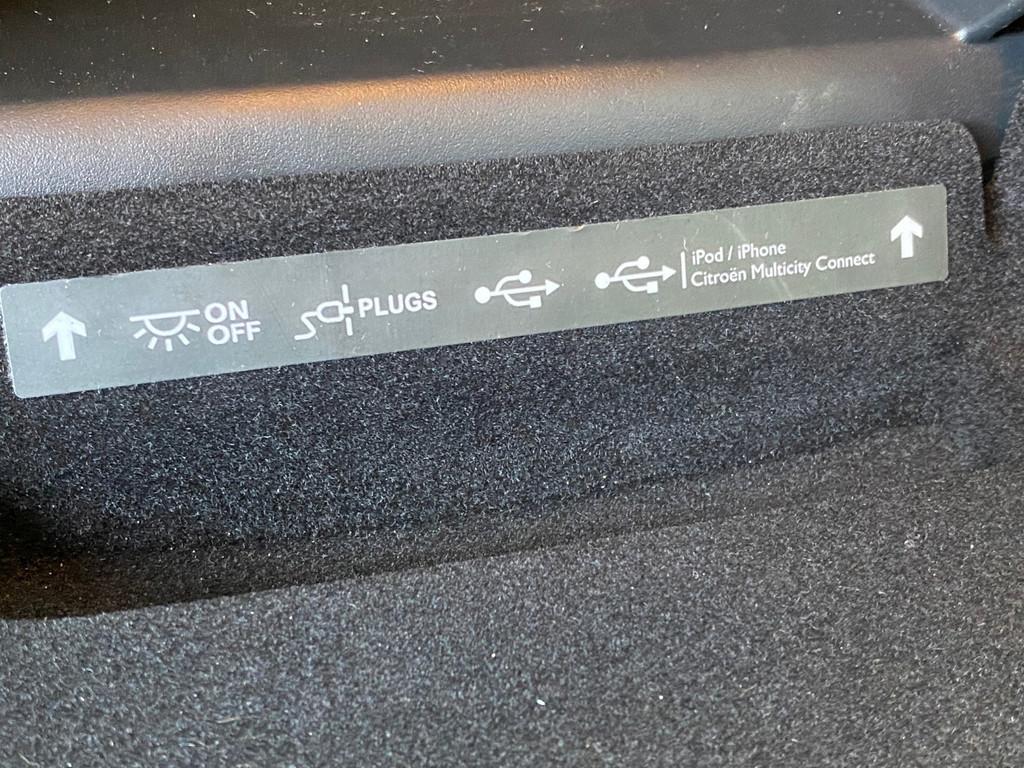 ON
OFF
PLUGS
iPod / iPhone
Citroën Multicity Connect